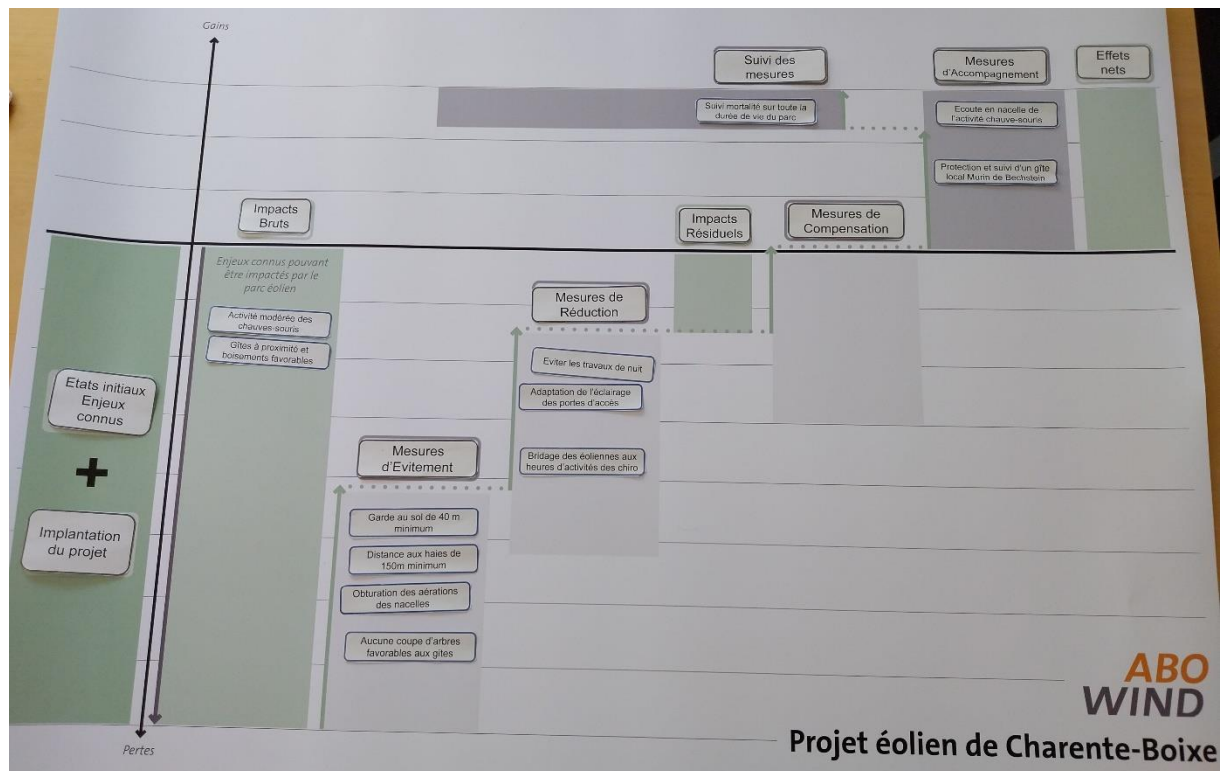 Gains
Suivi des
mesures
Mesures
d'Accompagnement
Effets
nets
Suivi mortalité sur toute la
durée de vie du parc
Ecoute en nacelle de
l'activité chauve-souris
Protection et suivi d'un gîte
local Murin de Bechstein
Impacts
Bruts
Impacts
Résiduels
Mesures de
Compensation
Enjeux connus pouvant
être impactés par le
parc éolien
Activité modérée des
chauves-souris
Gîtes à proximité et
boisements favorables
Mesures de
Réduction
Eviter les travaux de nuit
Adaptation de l'éclairage
des portes d'accès
Bridage des éoliennes aux
heures d'activités des chiro
Etats initiaux
Enjeux
connus
+
Implantation
du projet
Mesures
d'Evitement
Garde au sol de 40 m
minimum
Distance aux haies de
150m minimum
Obturation des aérations
des nacelles
Aucune coupe d'arbres
favorables aux gites
Pertes
ABO
WIND
Projet éolien de Charente-Boixe